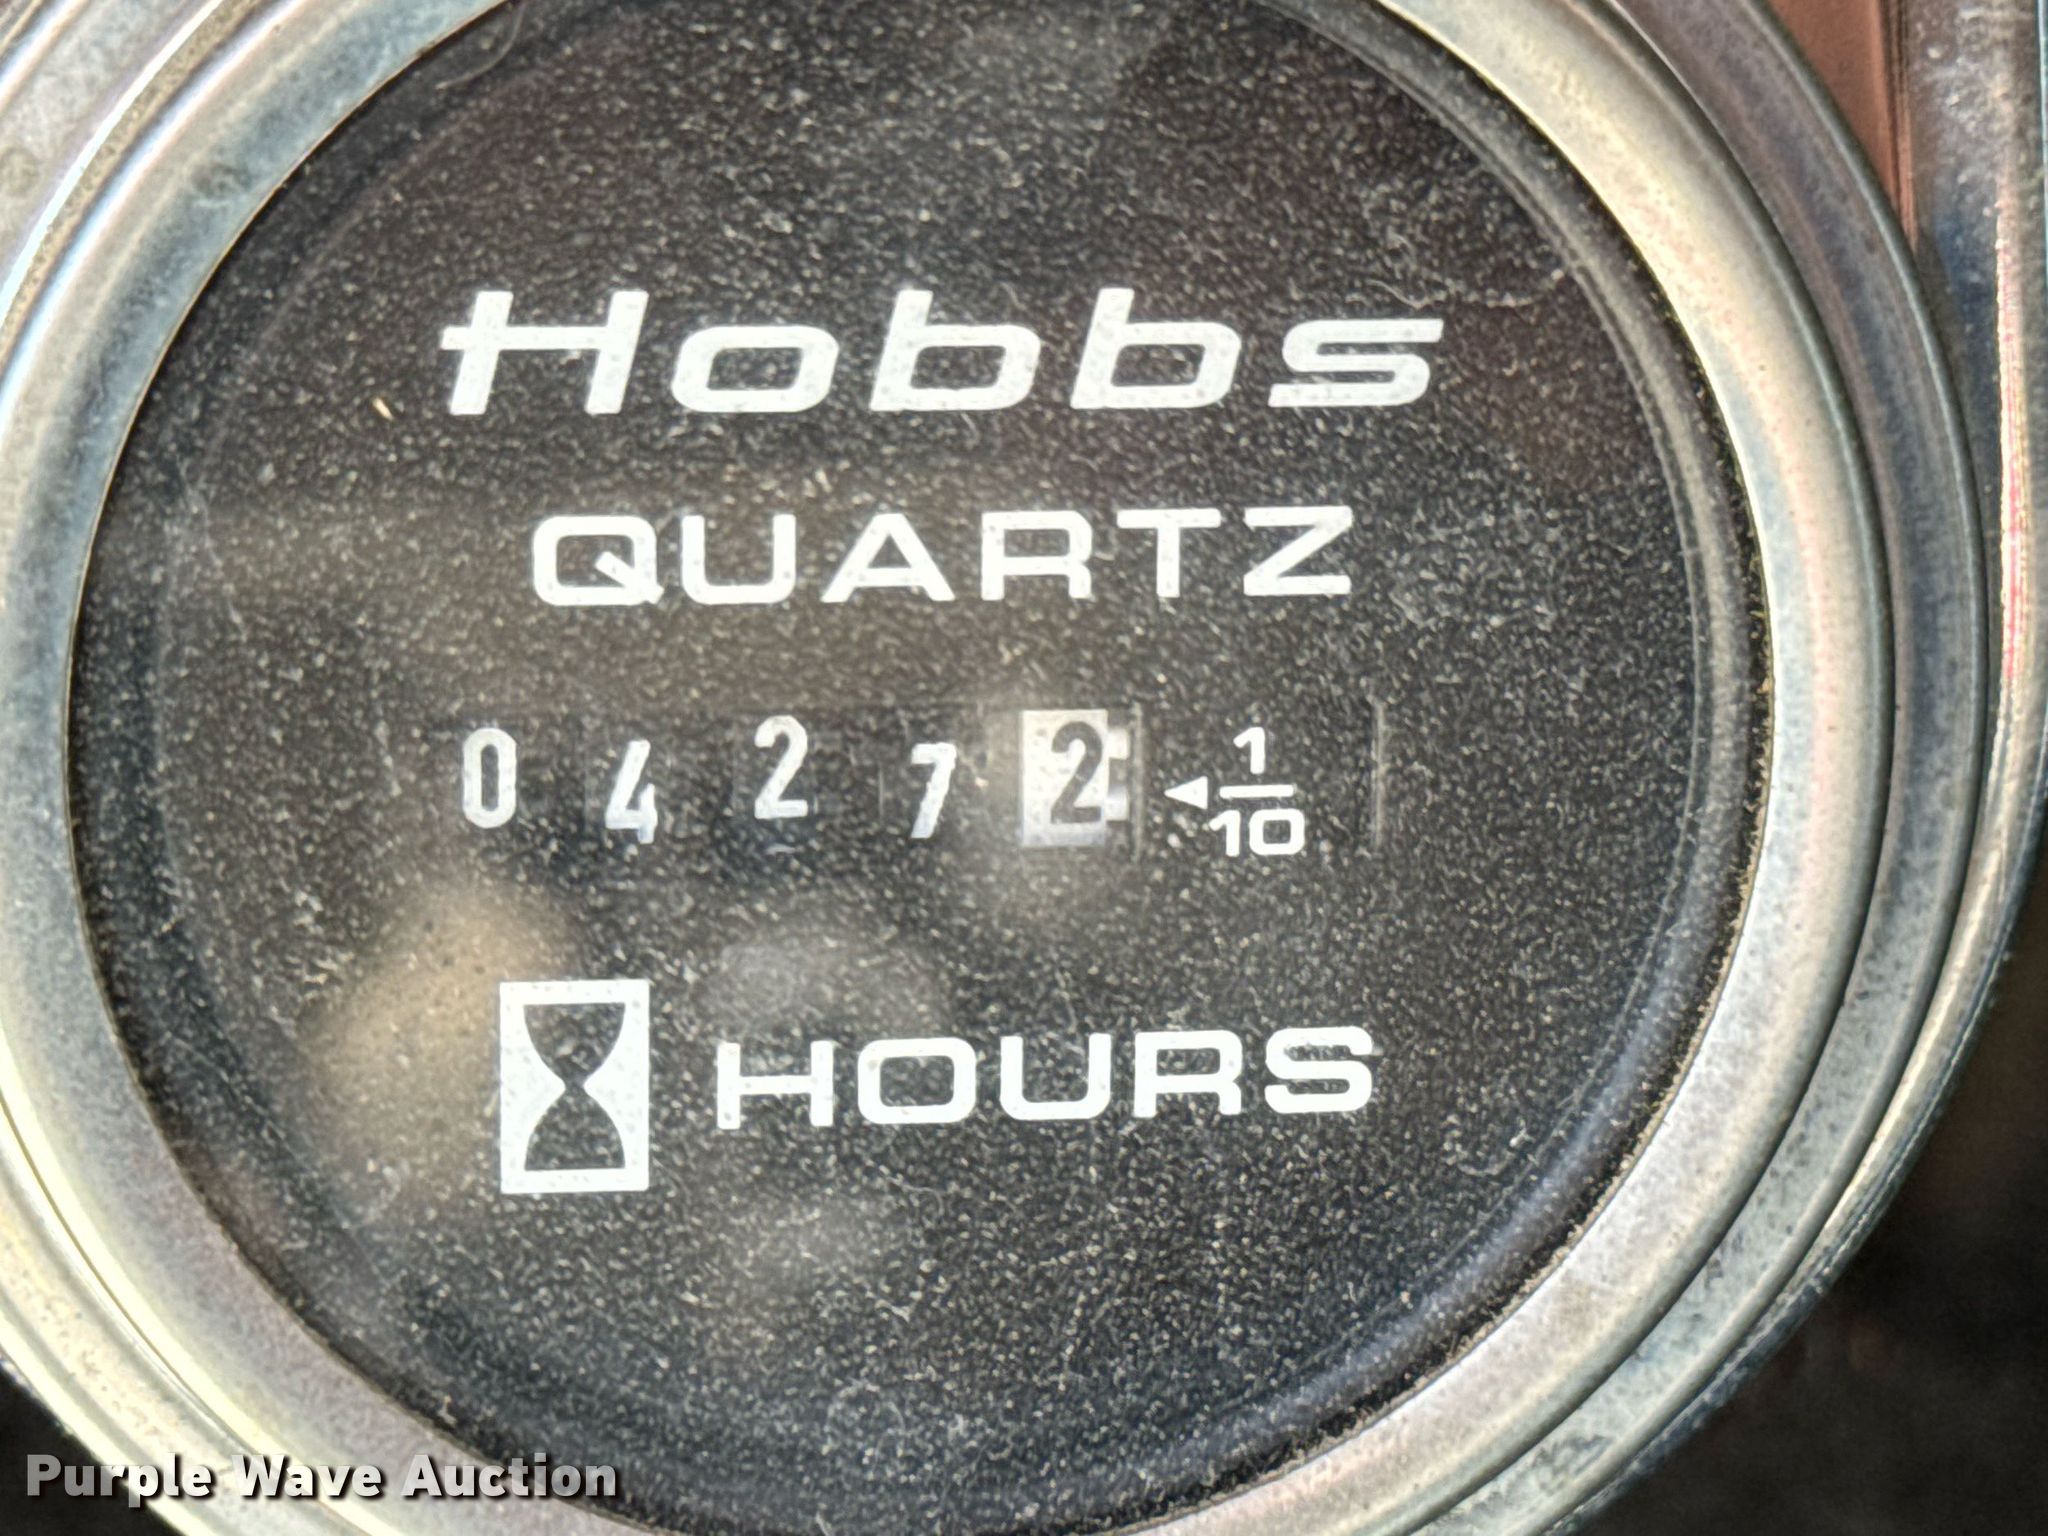 Hobbs
QUARTZ
0 4 2 7 2 ◄ 1/10
HOURS
Purple Wave Auction